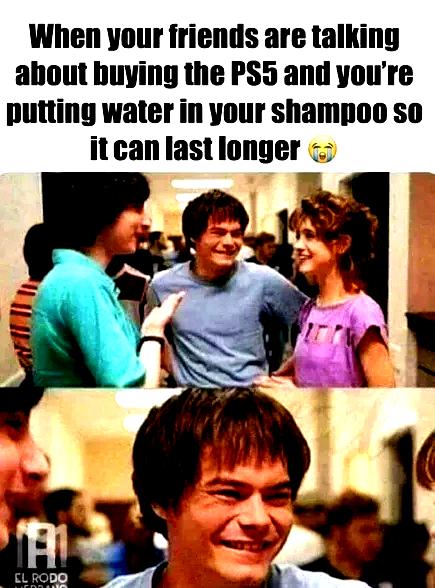 When your friends are talking
about buying the PS5 and you’re
putting water in your shampoo so
it can last longer 😭
EL RODO